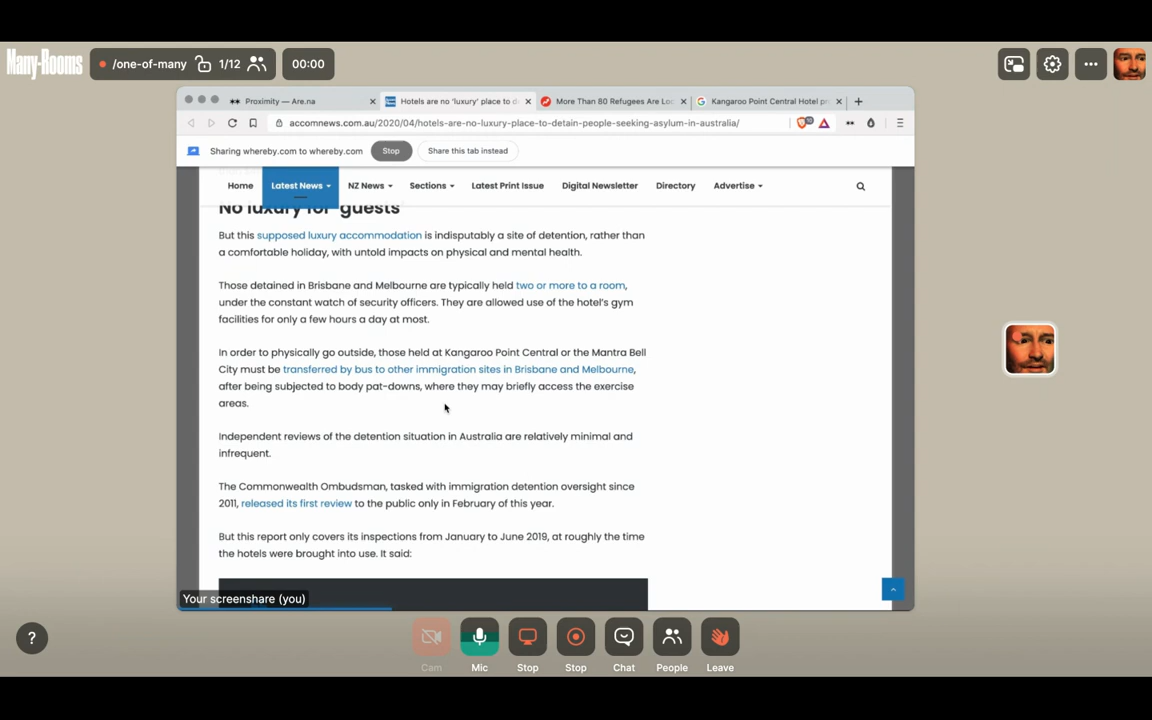 Many-Rooms
/one-of-many
1/12
00:00
Proximity — Are.na
Hotels are no 'luxury' place to d
More Than 80 Refugees Are Loc
Kangaroo Point Central Hotel pr
accomnews.com.au/2020/04/hotels-are-no-luxury-place-to-detain-people-seeking-asylum-in-australia/
Sharing whereby.com to whereby.com
Stop
Share this tab instead
Home
Latest News
NZ News
Sections
Latest Print Issue
Digital Newsletter
Directory
Advertise
No luxury for 'guests'
But this supposed luxury accommodation is indisputably a site of detention, rather than
a comfortable holiday, with untold impacts on physical and mental health.
Those detained in Brisbane and Melbourne are typically held two or more to a room,
under the constant watch of security officers. They are allowed use of the hotel's gym
facilities for only a few hours a day at most.
In order to physically go outside, those held at Kangaroo Point Central or the Mantra Bell
City must be transferred by bus to other immigration sites in Brisbane and Melbourne,
after being subjected to body pat-downs, where they may briefly access the exercise
areas.
Independent reviews of the detention situation in Australia are relatively minimal and
infrequent.
The Commonwealth Ombudsman, tasked with immigration detention oversight since
2011, released its first review to the public only in February of this year.
But this report only covers its inspections from January to June 2019, at roughly the time
the hotels were brought into use. It said:
Your screenshare (you)
?
Cam
Mic
Stop
Stop
Chat
People
Leave